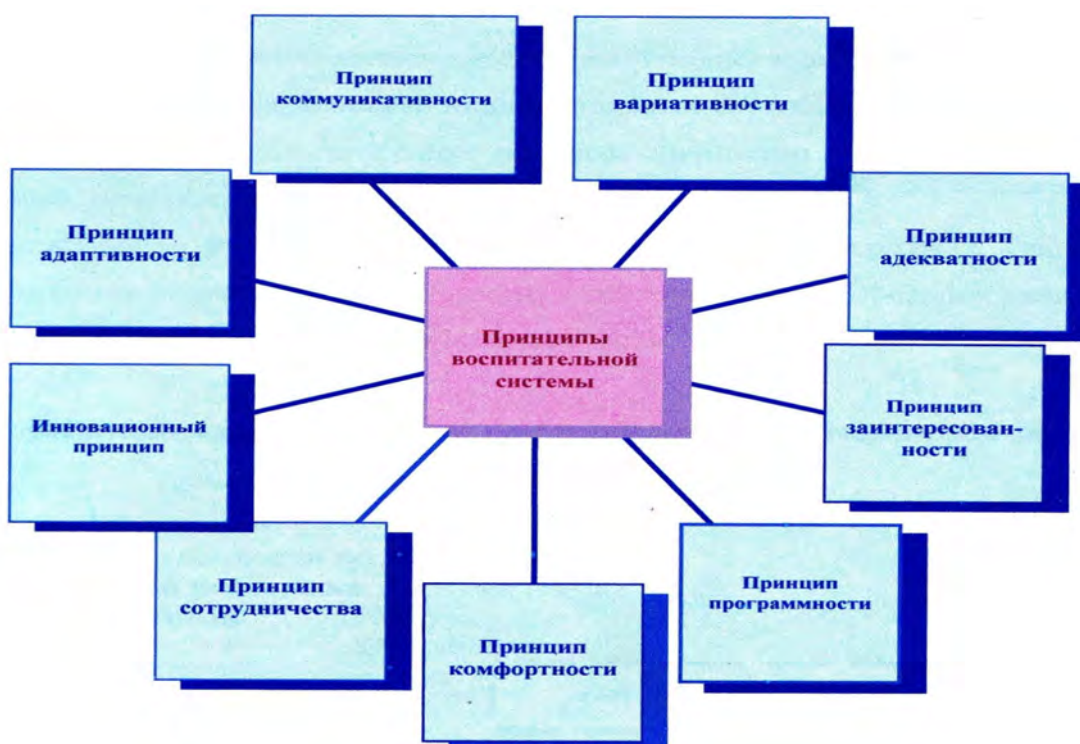 Принцип
коммуникативности
Принцип
вариативности
Принцип
адаптивности
Принцип
адекватности
Принципы
воспитательной
системы
Инновационный
принцип
Принцип
заинтересован-
ности
Принцип
сотрудничества
Принцип
программности
Принцип
комфортности